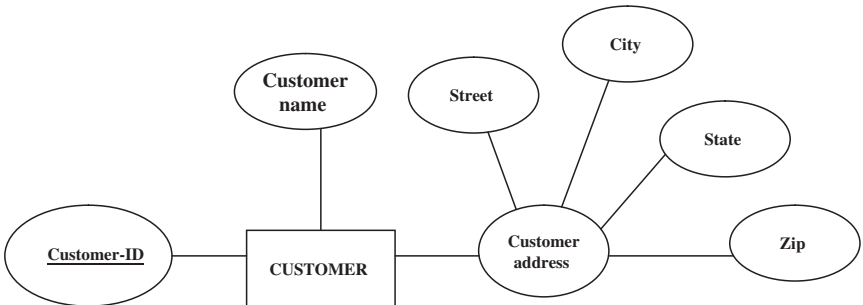 City
Customer
name
Street
State
Customer-ID
CUSTOMER
Customer
address
Zip